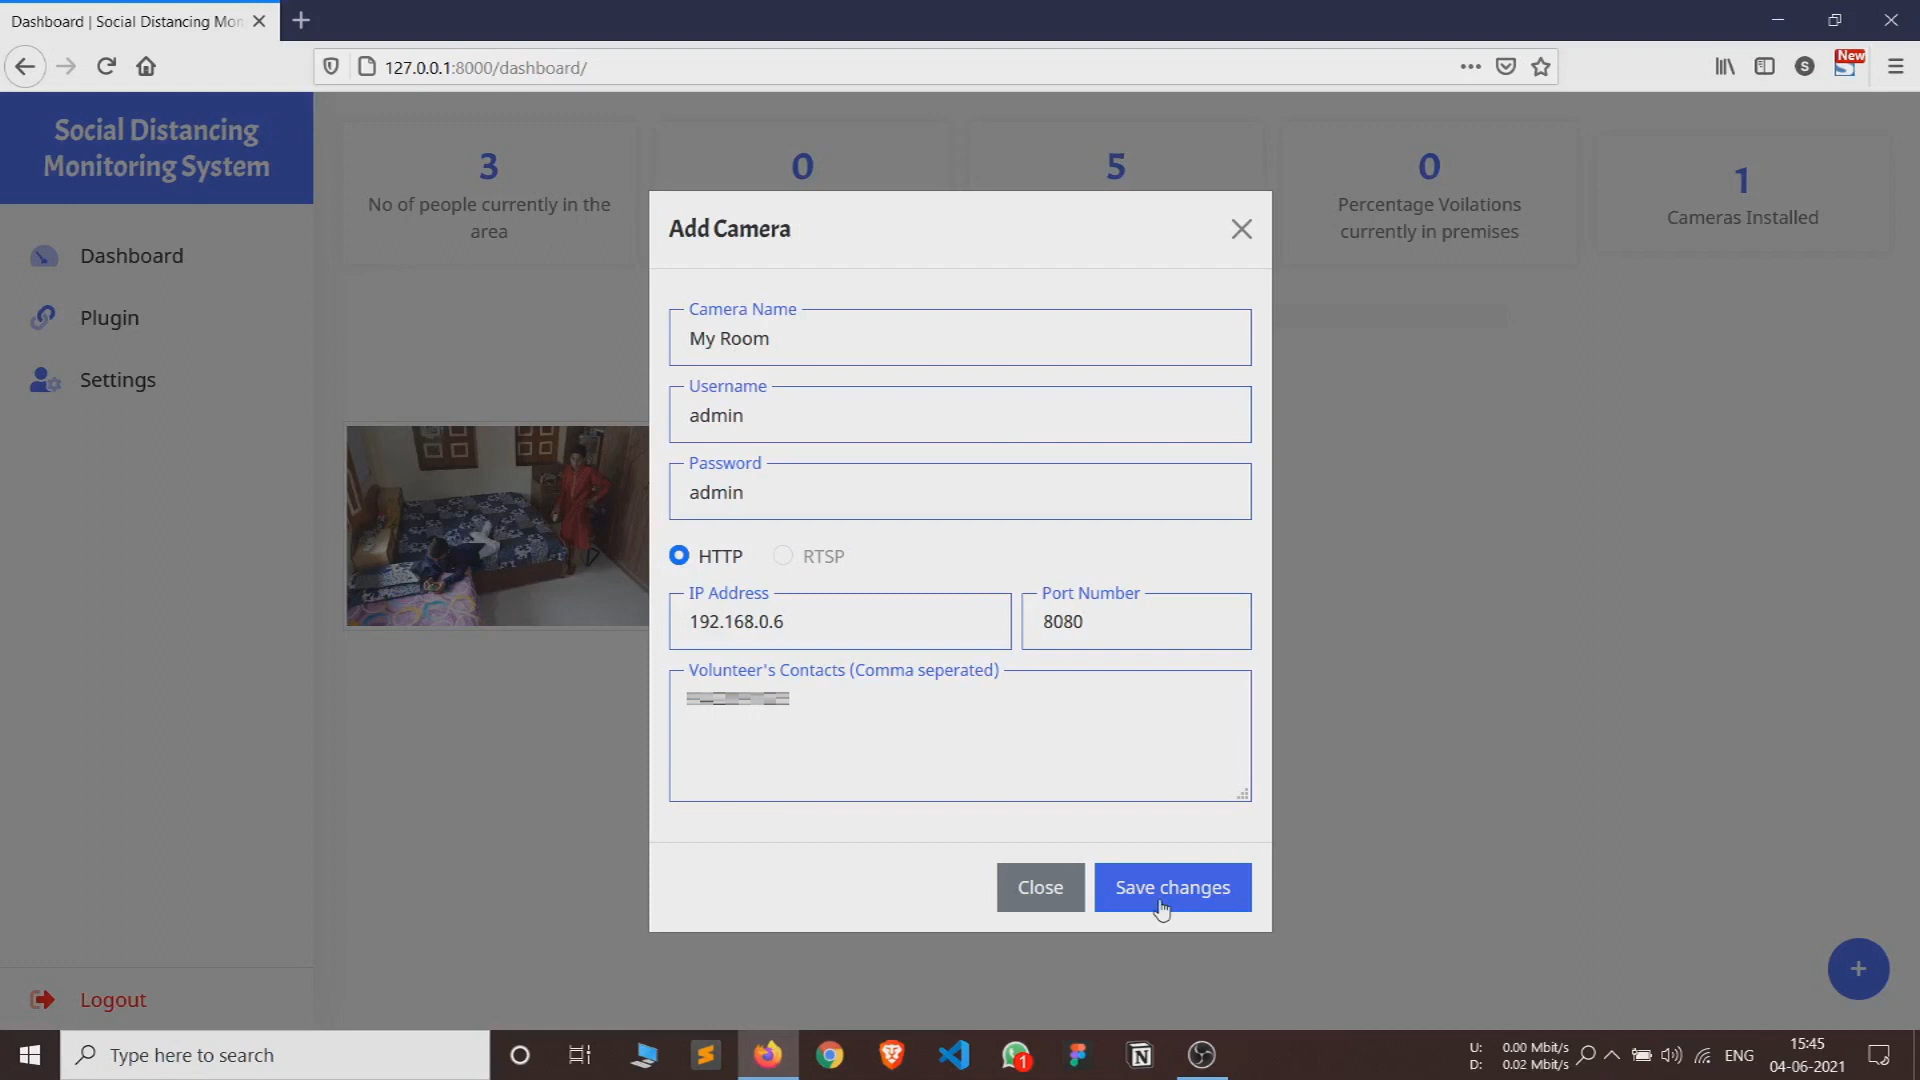 Dashboard | Social Distancing Mon
127.0.0.1:8000/dashboard/
New
S
Social Distancing
Monitoring System
Dashboard
Plugin
Settings
Logout
3
No of people currently in the
area
0
5
0
Percentage Voilations
currently in premises
1
Cameras Installed
Add Camera
Camera Name
My Room
Username
admin
Password
admin
HTTP
RTSP
IP Address
192.168.0.6
Port Number
8080
Volunteer's Contacts (Comma seperated)
Close
Save changes
+
Type here to search
1
U: 0.00 Mbit/s
D: 0.02 Mbit/s
ENG
15:45
04-06-2021